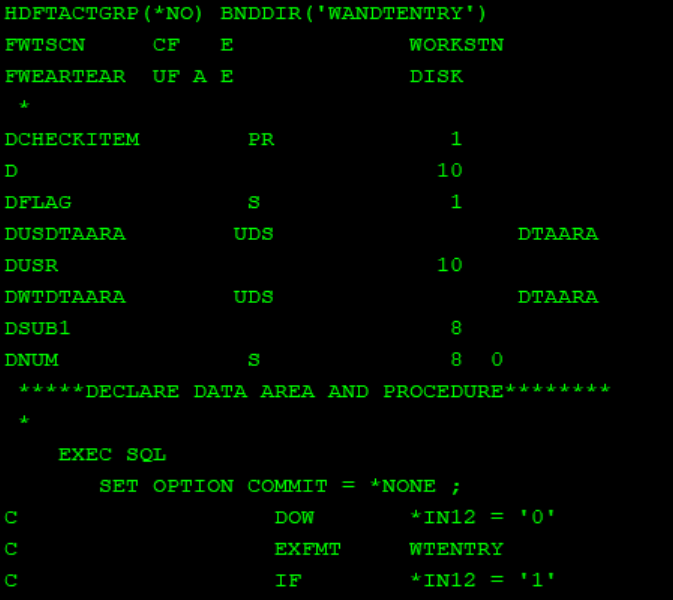 HDFTACTGRP(*NO) BNDDIR('WANDTENTRY')
FWTSCN     CF   E             WORKSTN
FWEARTEAR  UF A E             DISK
 *
DCHECKITEM        PR             1
D                               10
DFLAG             S              1
DUSDTAARA        UDS                  DTAARA
DUSR                            10
DWTDTAARA        UDS                  DTAARA
DSUB1                            8
DNUM              S              8  0
 *****DECLARE DATA AREA AND PROCEDURE********
 *
    EXEC SQL
       SET OPTION COMMIT = *NONE ;
C                   DOW       *IN12 = '0'
C                   EXFMT     WTENTRY
C                   IF        *IN12 = '1'